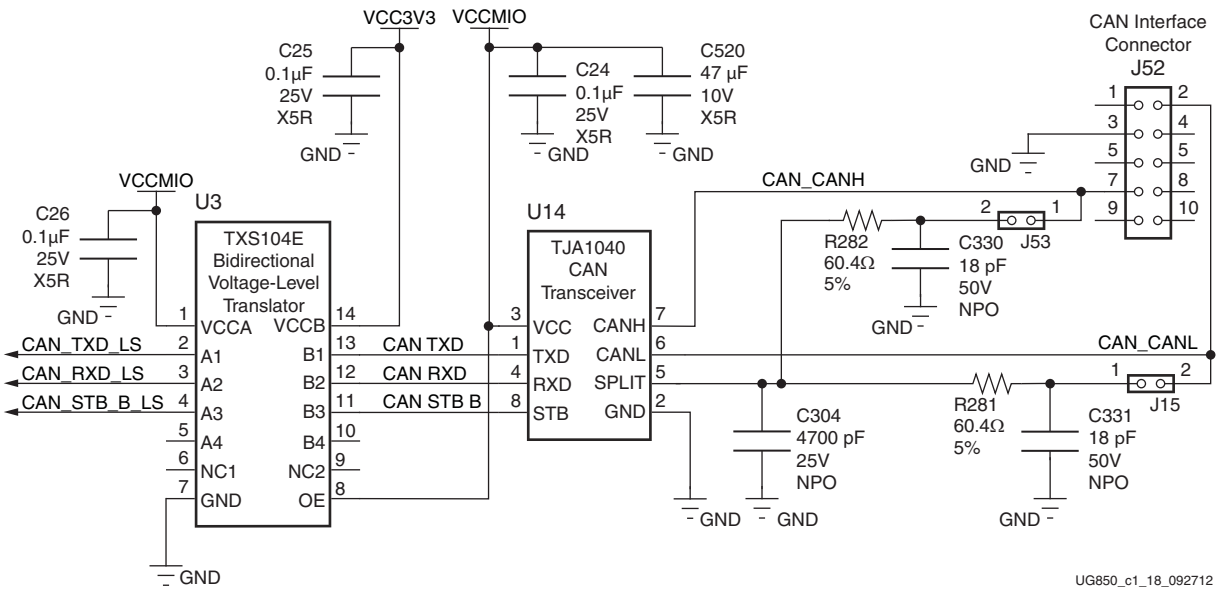 VCC3V3 VCCMIO
C25
0.1µF
25V
X5R
GND
C24
0.1µF
25V
X5R
GND
C520
47 µF
10V
X5R
GND
CAN Interface
Connector
J52
1 2
3 4
5 5
7 8
9 10
GND
VCCMIO
C26
0.1µF
25V
X5R
GND
U3
TXS104E
Bidirectional
Voltage-Level
Translator
1 VCCA VCCB 14
CAN_TXD_LS 2 A1 B1 13 CAN TXD
CAN_RXD_LS 3 A2 B2 12 CAN RXD
CAN_STB_B_LS 4 A3 B3 11 CAN STB B
5 A4 B4 10
6 NC1 NC2 9
7 GND OE 8
GND
U14
TJA1040
CAN
Transceiver
3 VCC CANH 7
1 TXD CANL 6
4 RXD SPLIT 5
8 STB GND 2
GND
CAN_CANH
R282
60.4Ω
5%
C330
18 pF
50V
NPO
GND
2 1
J53
CAN_CANL
C304
4700 pF
25V
NPO
GND
R281
60.4Ω
5%
C331
18 pF
50V
NPO
GND
1 2
J15
UG850_c1_18_092712